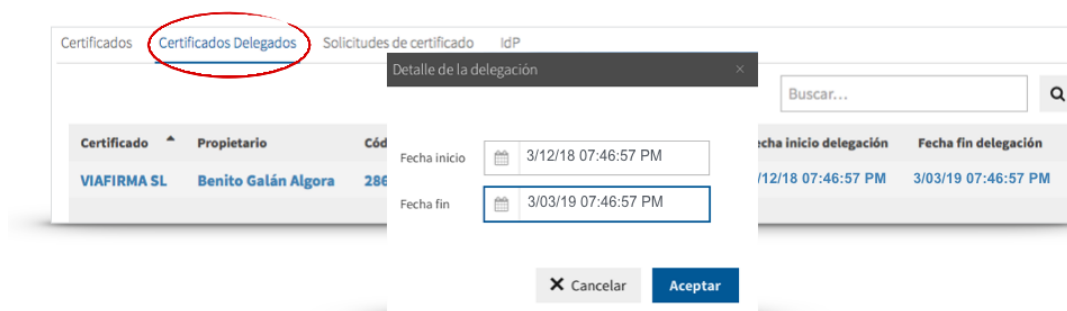 Certificados Certificados Delegados Solicitudes de certificado IdP
Detalle de la delegación ×
Buscar...
Certificado Propietario Cód echa inicio delegación Fecha fin delegación
Fecha inicio 3/12/18 07:46:57 PM
VIAFIRMA SL Benito Galán Algora 286 /12/18 07:46:57 PM 3/03/19 07:46:57 PM
Fecha fin 3/03/19 07:46:57 PM
Cancelar Aceptar